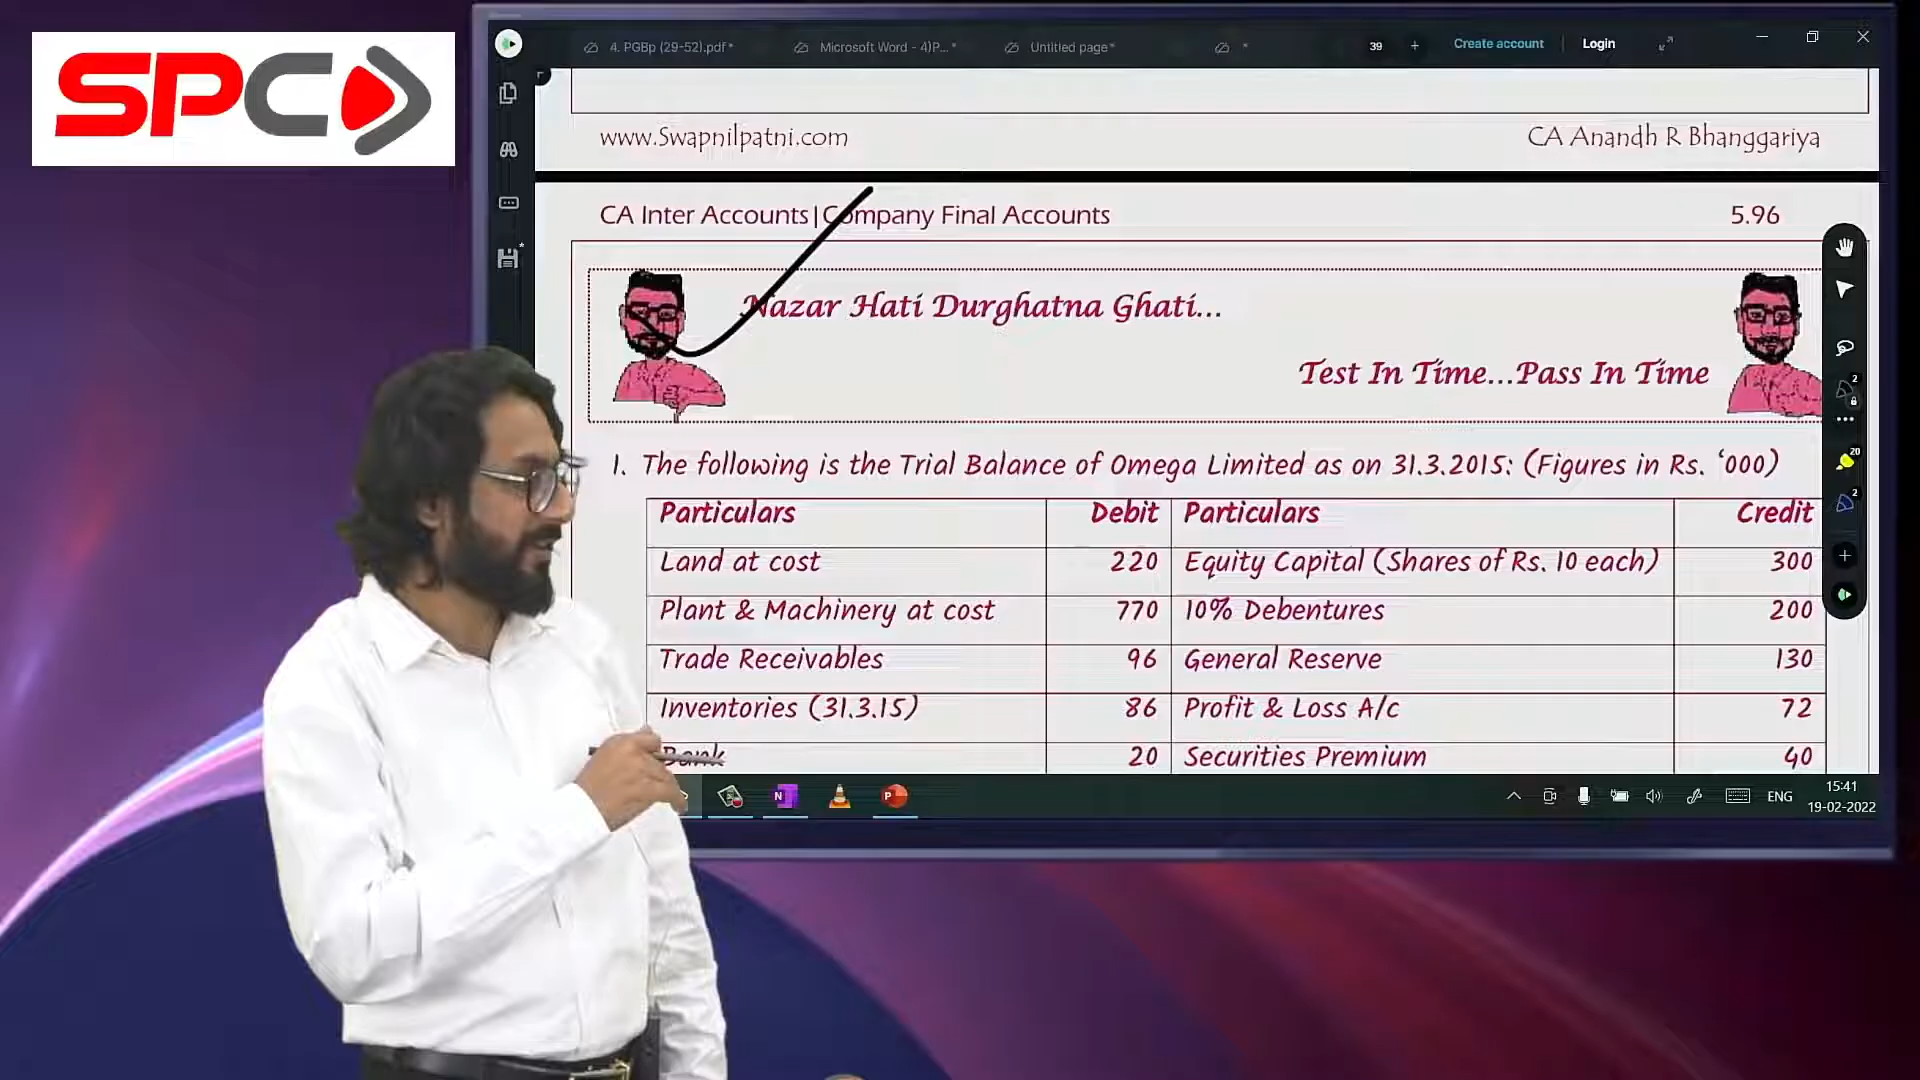 SPC
4. PGBp (29-52).pdf *
Microsoft Word - 4)P... *
Untitled page *
*
39
+
Create account
Login
www.Swapnilpatni.com
CA Anandh R Bhanggariya
CA Inter Accounts|Company Final Accounts
5.96
Nazar Hati Durghatna Ghati...
Test In Time...Pass In Time
1. The following is the Trial Balance of Omega Limited as on 31.3.2015: (Figures in Rs. ‘000)
Particulars Debit Particulars Credit
Land at cost 220 Equity Capital (Shares of Rs. 10 each) 300
Plant & Machinery at cost 770 10% Debentures 200
Trade Receivables 96 General Reserve 130
Inventories (31.3.15) 86 Profit & Loss A/c 72
Bank 20 Securities Premium 40
2
20
2
N
P
ENG
15:41
19-02-2022